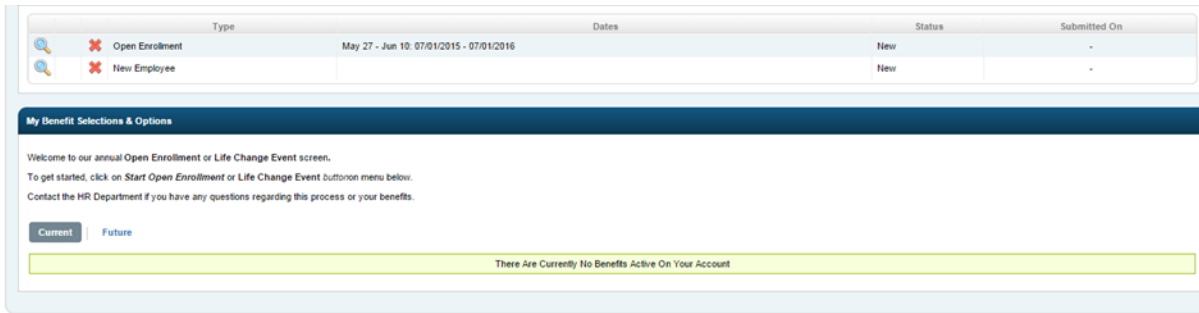 Type Dates Status Submitted On
Open Enrollment May 27 - Jun 10: 07/01/2015 - 07/01/2016 New -
New Employee New -
My Benefit Selections & Options
Welcome to our annual Open Enrollment or Life Change Event screen.
To get started, click on Start Open Enrollment or Life Change Event buttonon menu below.
Contact the HR Department if you have any questions regarding this process or your benefits.
Current | Future
There Are Currently No Benefits Active On Your Account